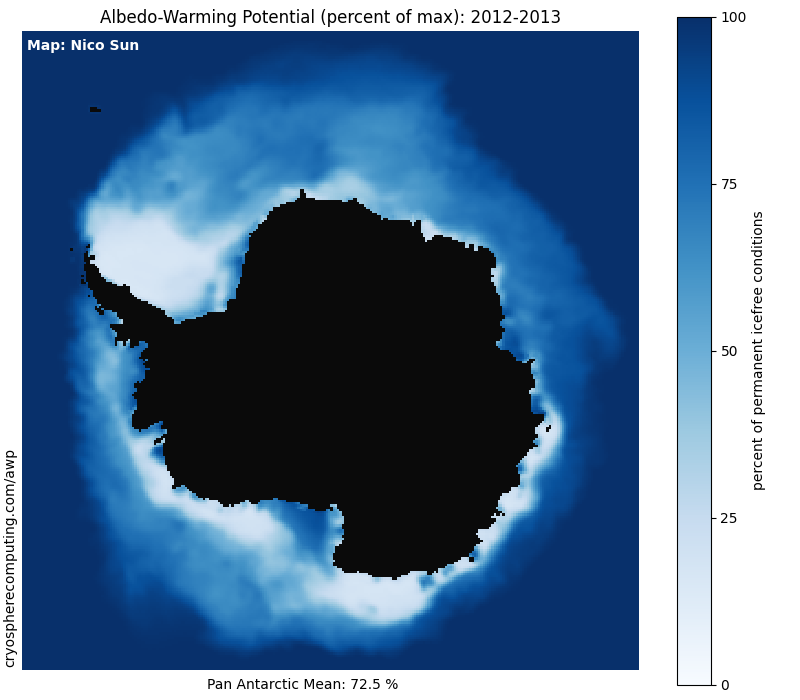 Albedo-Warming Potential (percent of max): 2012-2013
Map: Nico Sun
100
75
50
25
0
percent of permanent icefree conditions
cryospherecomputing.com/awp
Pan Antarctic Mean: 72.5 %